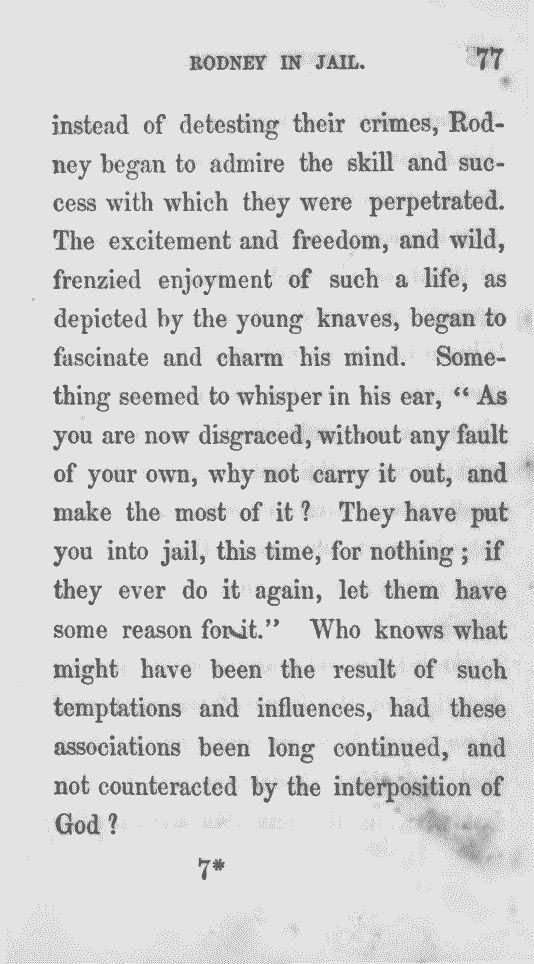 RODNEY IN JAIL. 77
instead of detesting their crimes, Rod-
ney began to admire the skill and suc-
cess with which they were perpetrated.
The excitement and freedom, and wild,
frenzied enjoyment of such a life, as
depicted by the young knaves, began to
fascinate and charm his mind. Some-
thing seemed to whisper in his ear, “ As
you are now disgraced, without any fault
of your own, why not carry it out, and
make the most of it ? They have put
you into jail, this time, for nothing ; if
they ever do it again, let them have
some reason for it.” Who knows what
might have been the result of such
temptations and influences, had these
associations been long continued, and
not counteracted by the interposition of
God ?
7*